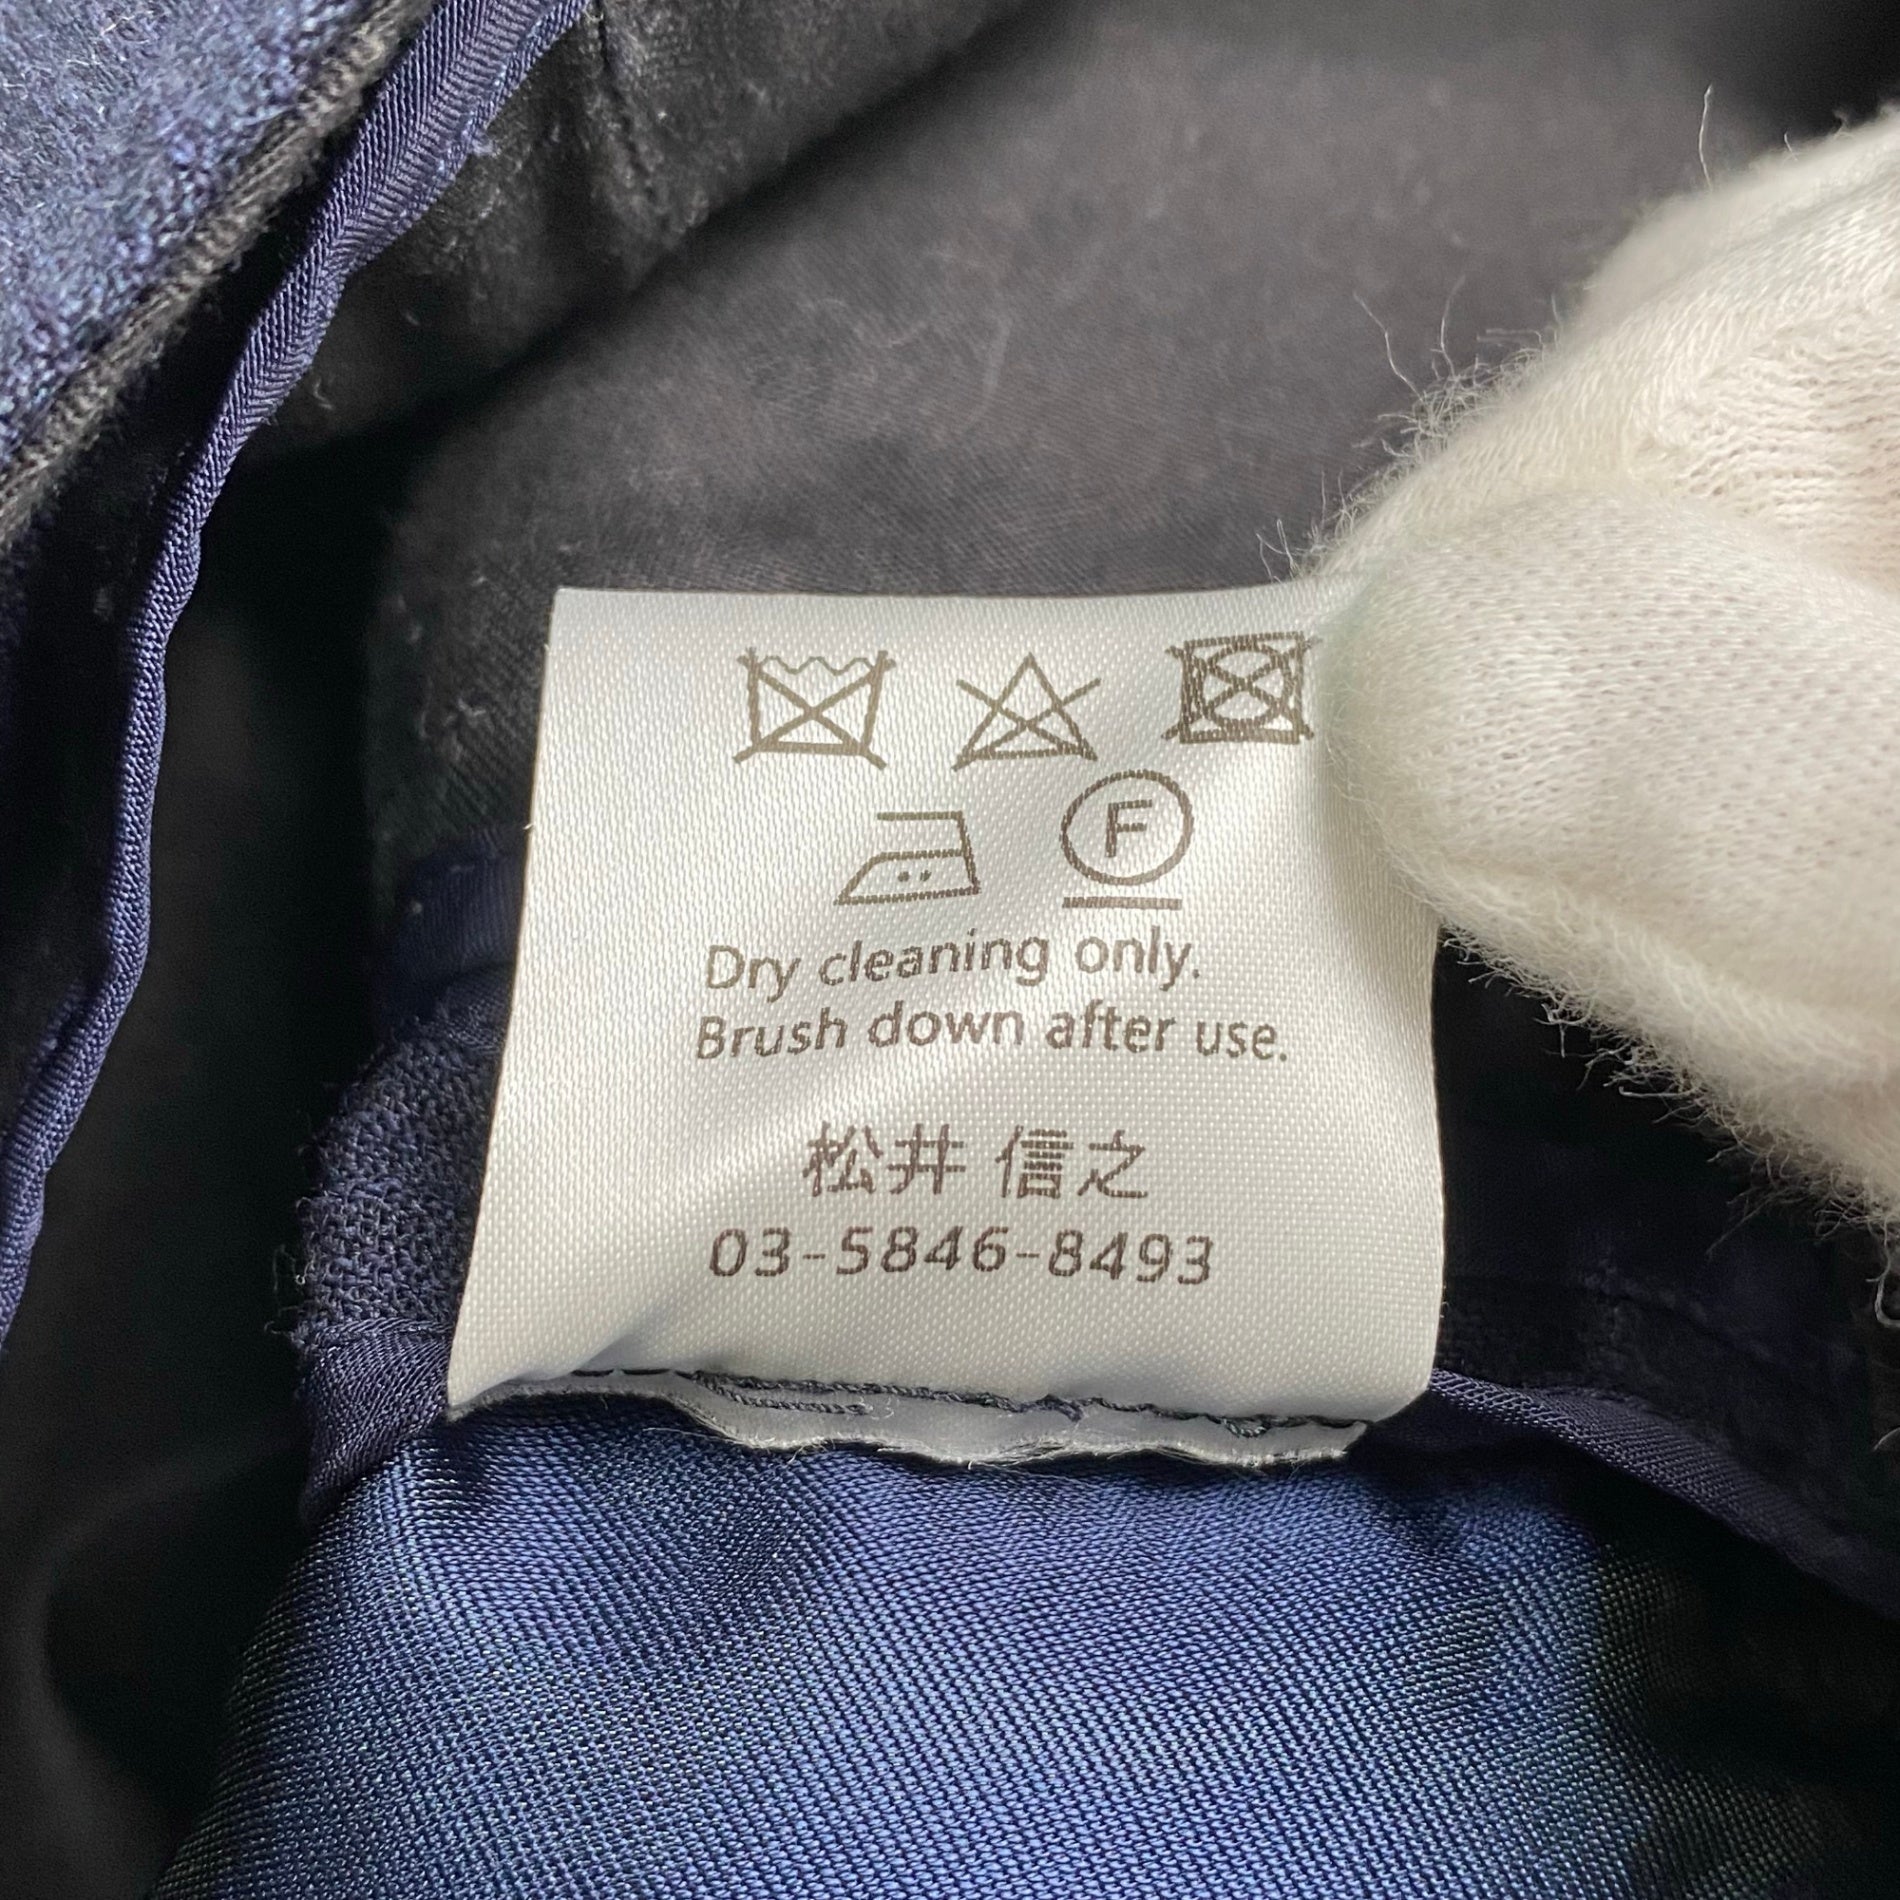 F
Dry cleaning only.
Brush down after use.
松井 信之
03-5846-8493